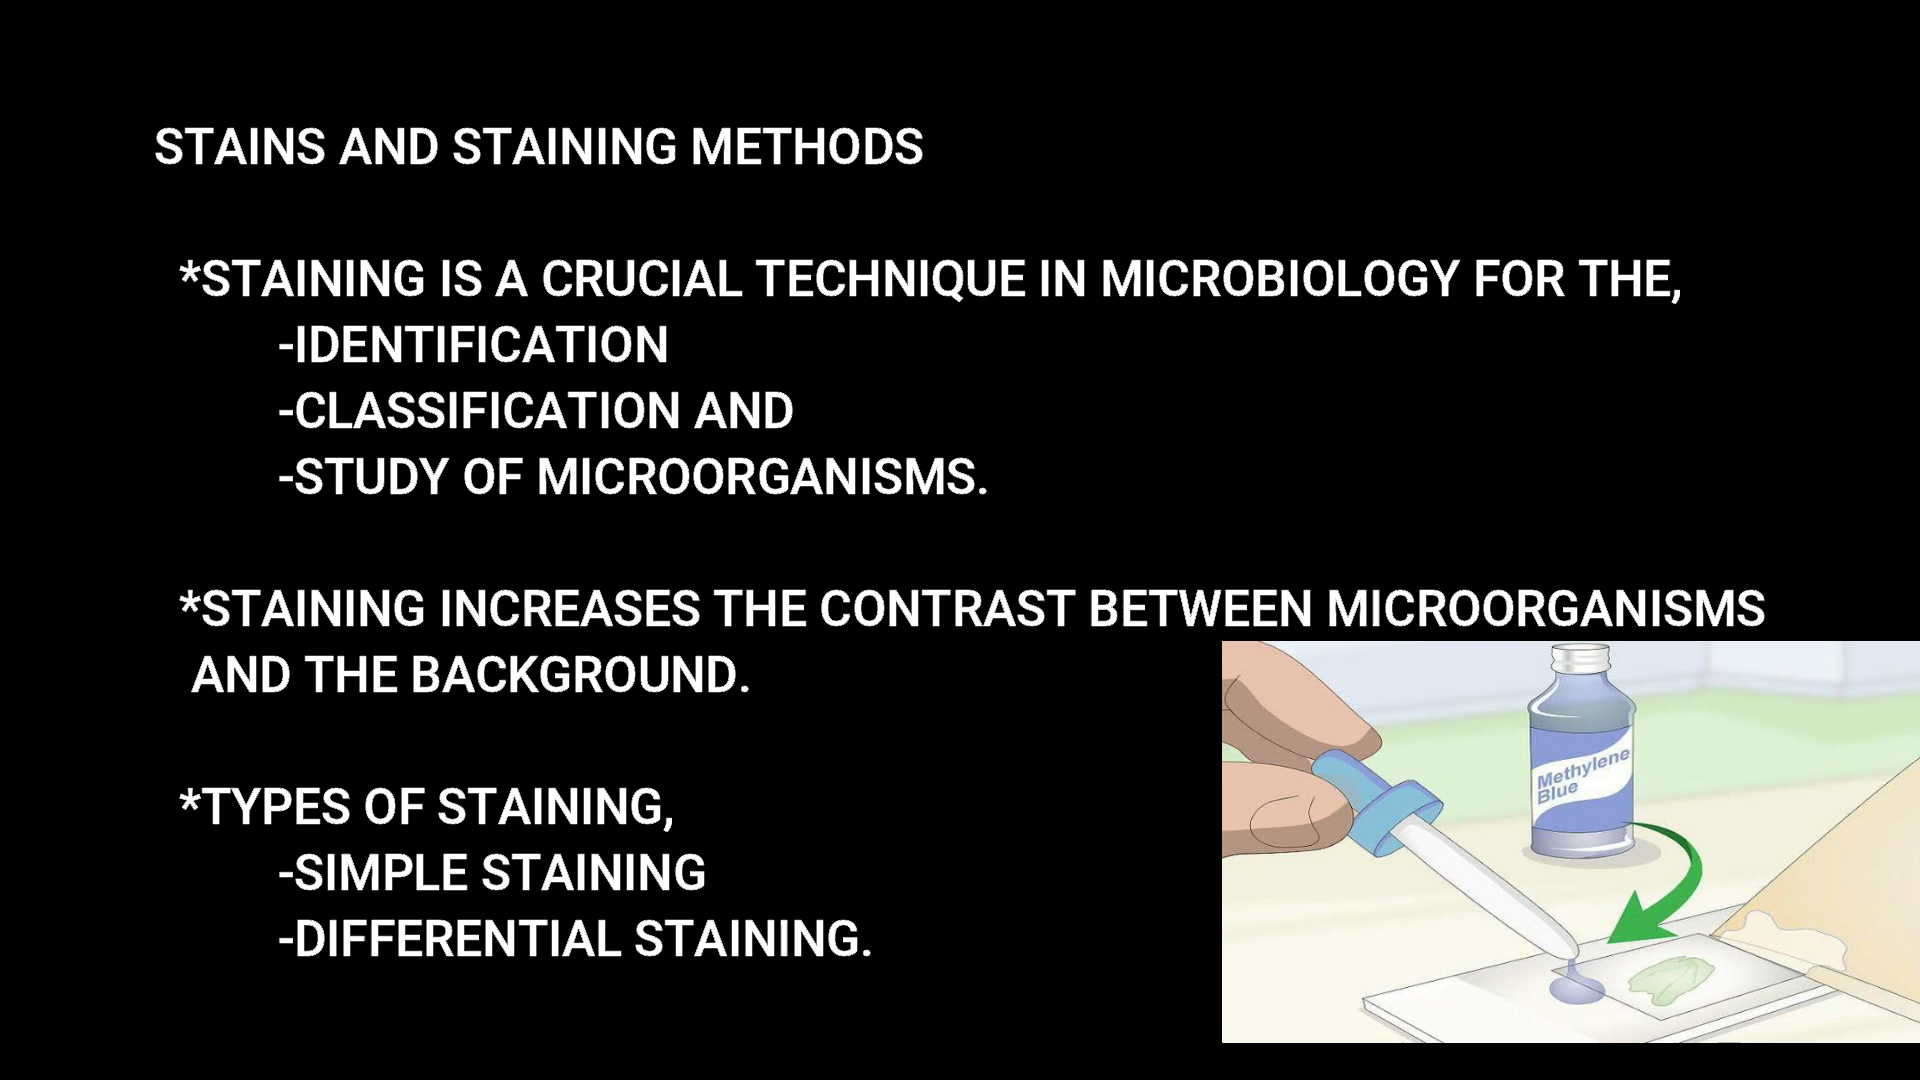 STAINS AND STAINING METHODS
*STAINING IS A CRUCIAL TECHNIQUE IN MICROBIOLOGY FOR THE,
-IDENTIFICATION
-CLASSIFICATION AND
-STUDY OF MICROORGANISMS.
*STAINING INCREASES THE CONTRAST BETWEEN MICROORGANISMS
AND THE BACKGROUND.
*TYPES OF STAINING,
-SIMPLE STAINING
-DIFFERENTIAL STAINING.
Methylene
Blue